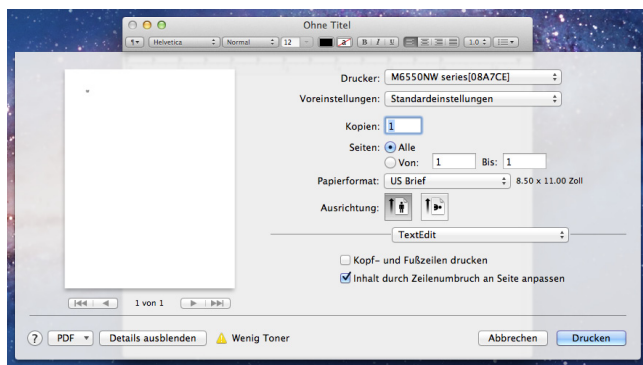 Ohne Titel
Helvetica Normal 12 B I U 1.0
Drucker: M6550NW series[08A7CE]
Voreinstellungen: Standardeinstellungen
Kopien: 1
Seiten: Alle
Von: 1 Bis: 1
Papierformat: US Brief 8.50 x 11.00 Zoll
Ausrichtung:
TextEdit
Kopf- und Fußzeilen drucken
Inhalt durch Zeilenumbruch an Seite anpassen
1 von 1
? PDF Details ausblenden Wenig Toner Abbrechen Drucken